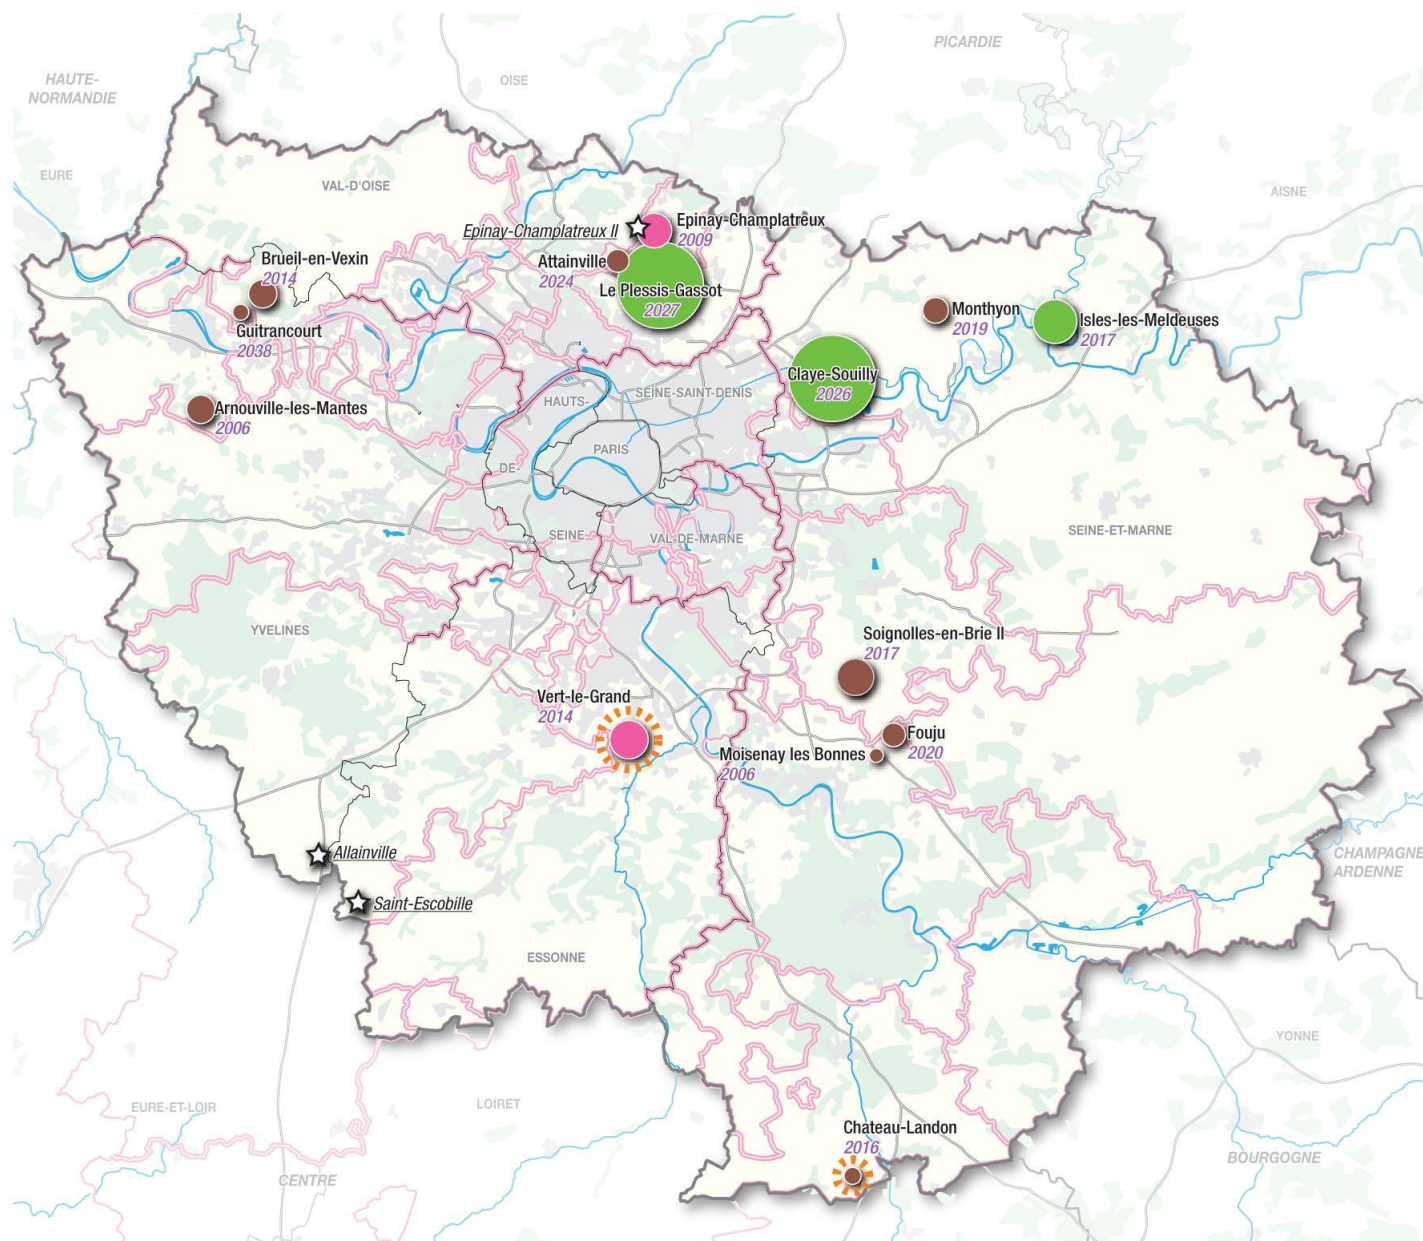 PICARDIE
HAUTE-
NORMANDIE
OISE
EURE
VAL-D'OISE
AISNE
Epinay-Champlatreux
2009
Epinay-Champlatreux II
Attainville
2024
Le Plessis-Gassot
2027
Brueil-en-Vexin
2014
Guitrancourt
2038
Monthyon
2019
Isles-les-Meldeuses
2017
Claye-Souilly
2026
Arnouville-les-Mantes
2006
HAUTS-
DE-
SEINE
SEINE-SAINT-DENIS
PARIS
VAL-DE-MARNE
SEINE-ET-MARNE
YVELINES
Soignolles-en-Brie II
2017
Vert-le-Grand
2014
Fouju
2020
Moisenay les Bonnes
2006
Allainville
Saint-Escobille
CHAMPAGNE
ARDENNE
ESSONNE
YONNE
EURE-ET-LOIR
LOIRET
Chateau-Landon
2016
BOURGOGNE
CENTRE